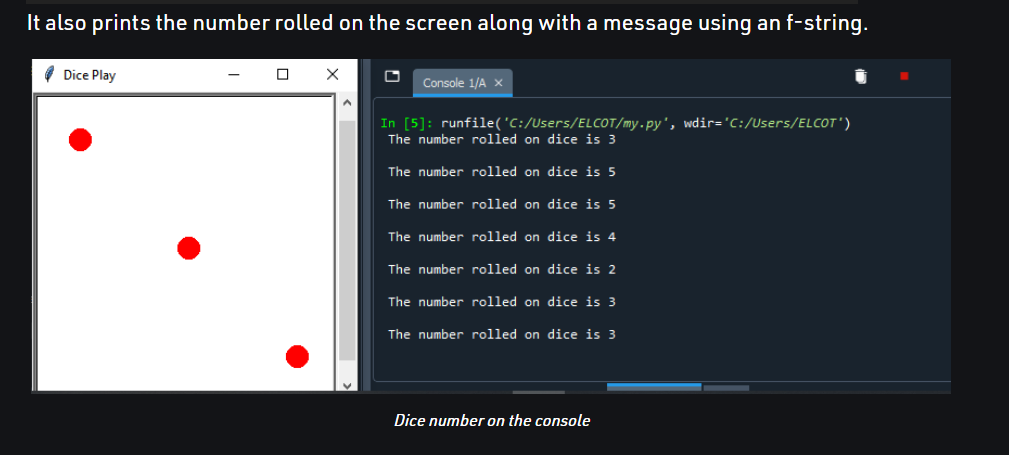 It also prints the number rolled on the screen along with a message using an f-string.
Dice Play
Console 1/A
In [5]: runfile('C:/Users/ELCOT/my.py', wdir='C:/Users/ELCOT')
The number rolled on dice is 3
The number rolled on dice is 5
The number rolled on dice is 5
The number rolled on dice is 4
The number rolled on dice is 2
The number rolled on dice is 3
The number rolled on dice is 3
Dice number on the console